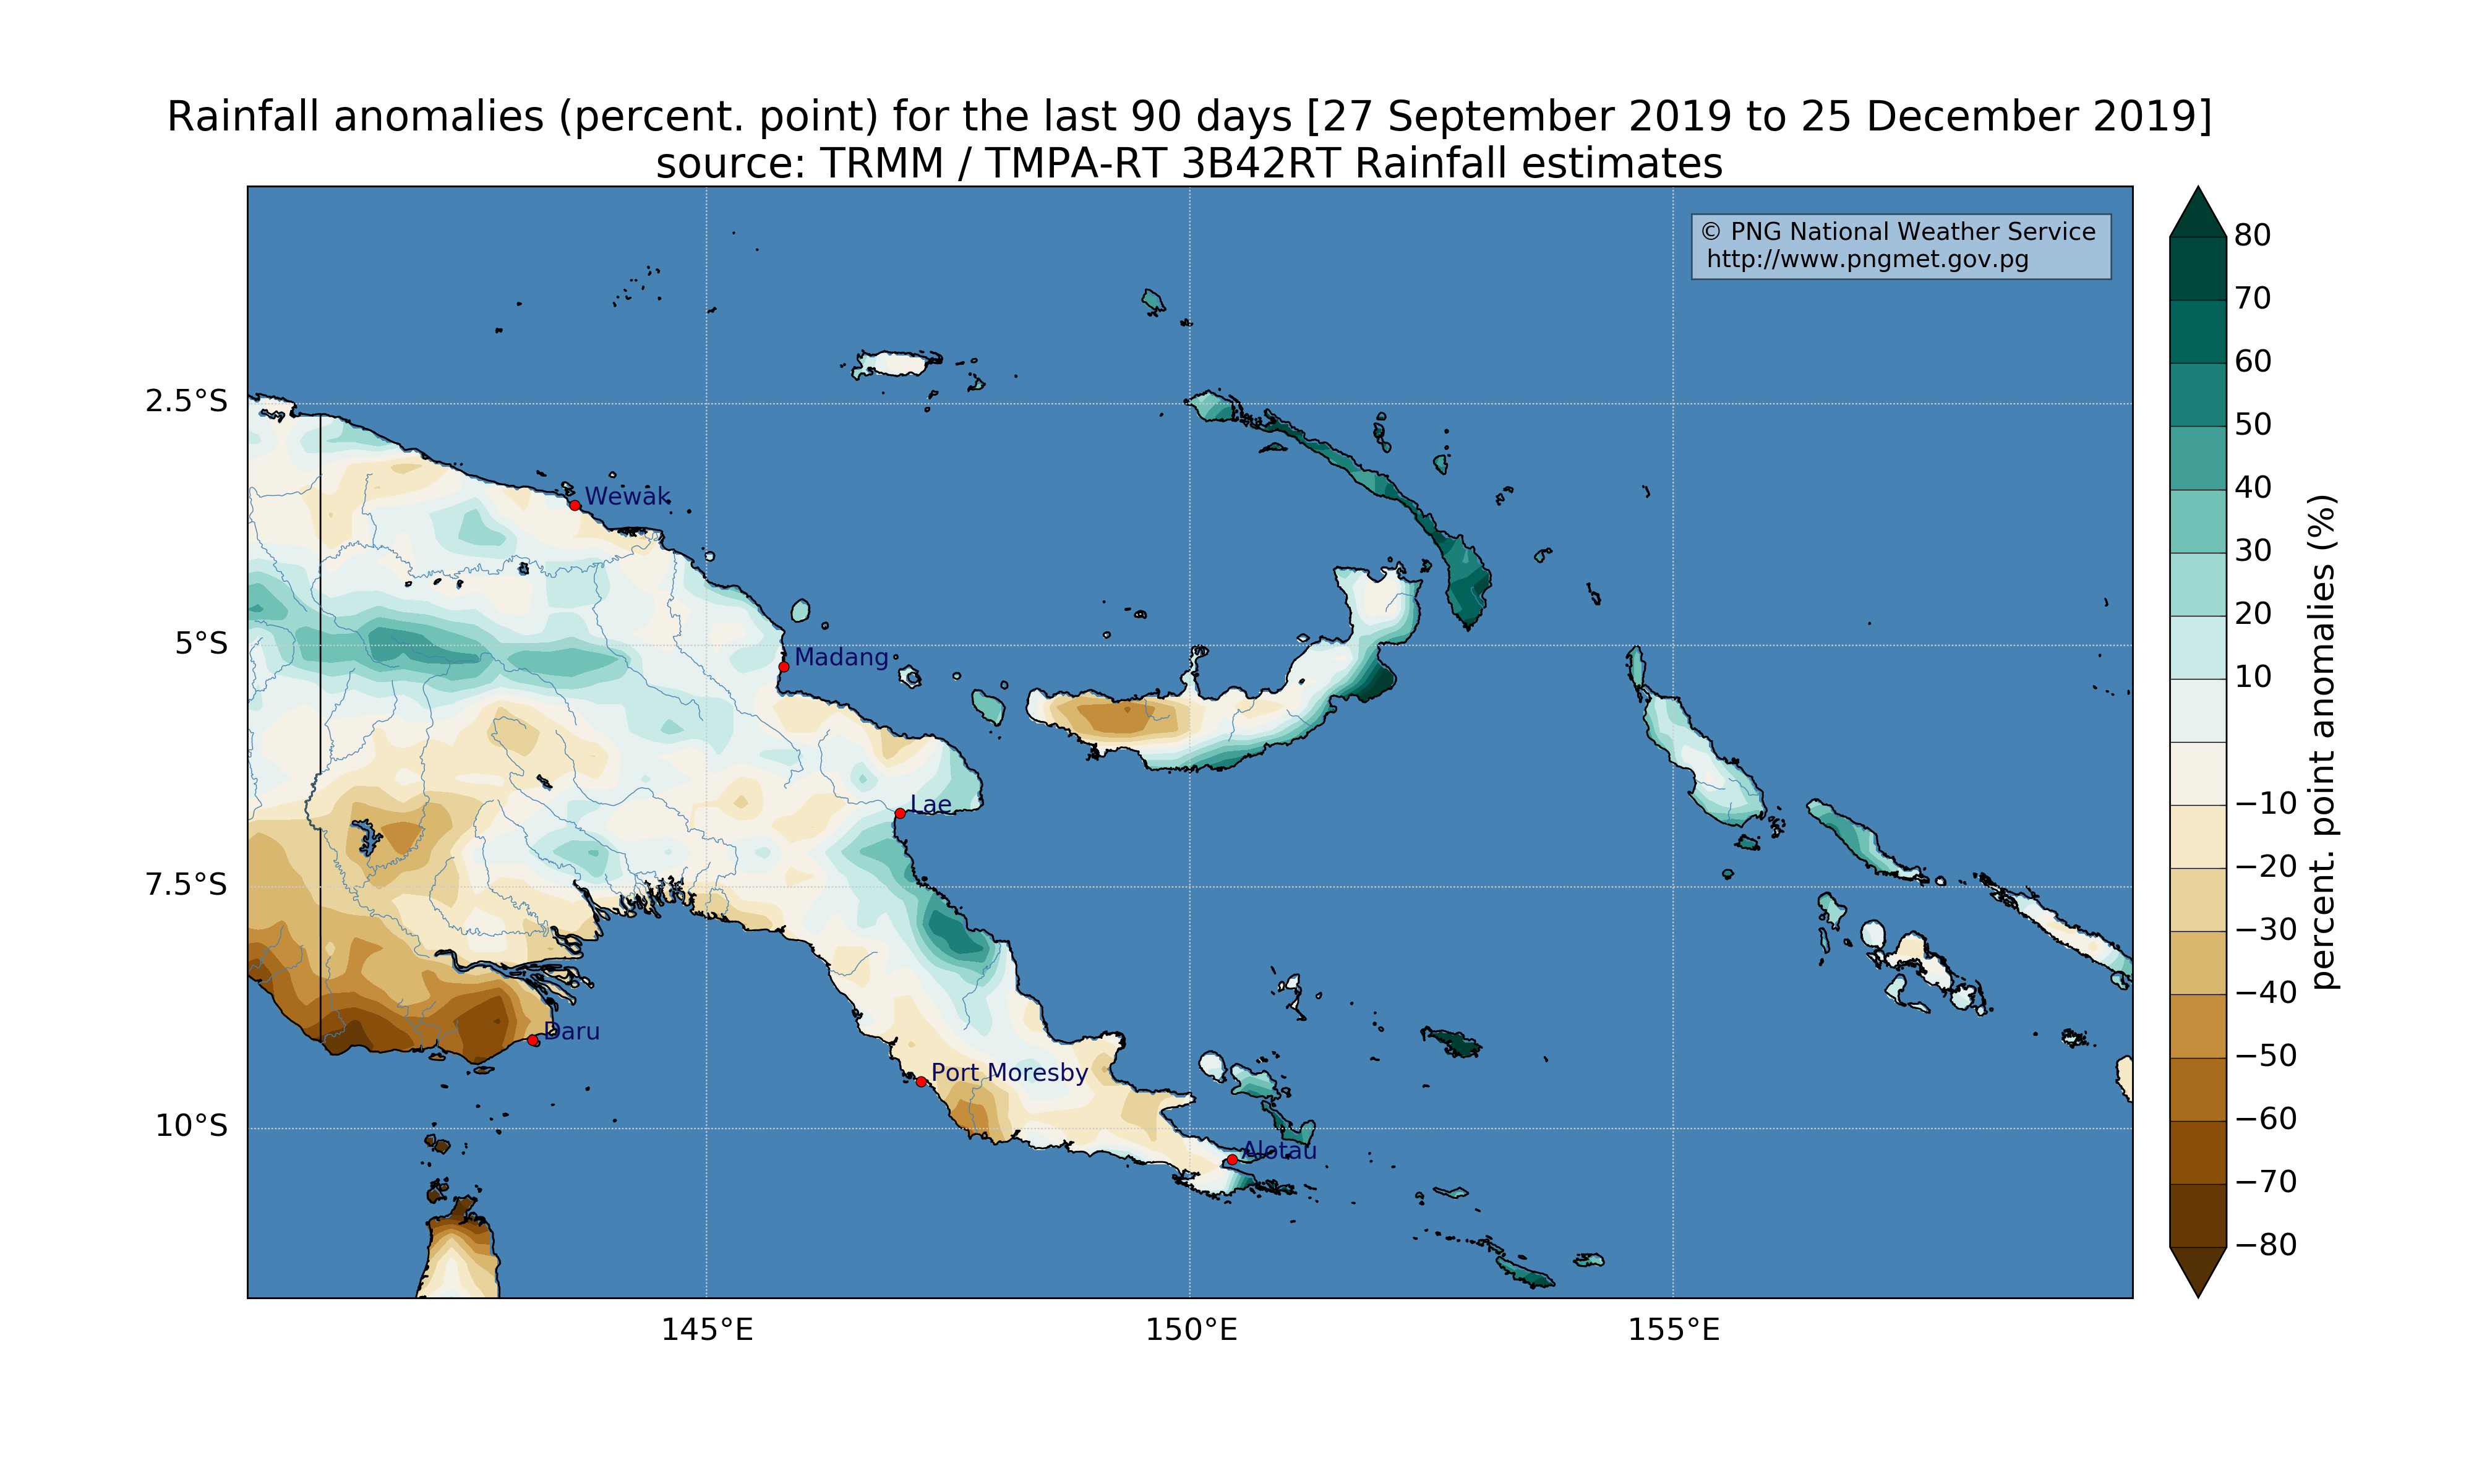 Rainfall anomalies (percent. point) for the last 90 days [27 September 2019 to 25 December 2019]
source: TRMM / TMPA-RT 3B42RT Rainfall estimates
© PNG National Weather Service
http://www.pngmet.gov.pg
2.5°S
5°S
7.5°S
10°S
Wewak
Madang
Lae
Daru
Port Moresby
Alotau
145°E
150°E
155°E
80
70
60
50
40
30
20
10
−10
−20
−30
−40
−50
−60
−70
−80
percent. point anomalies (%)